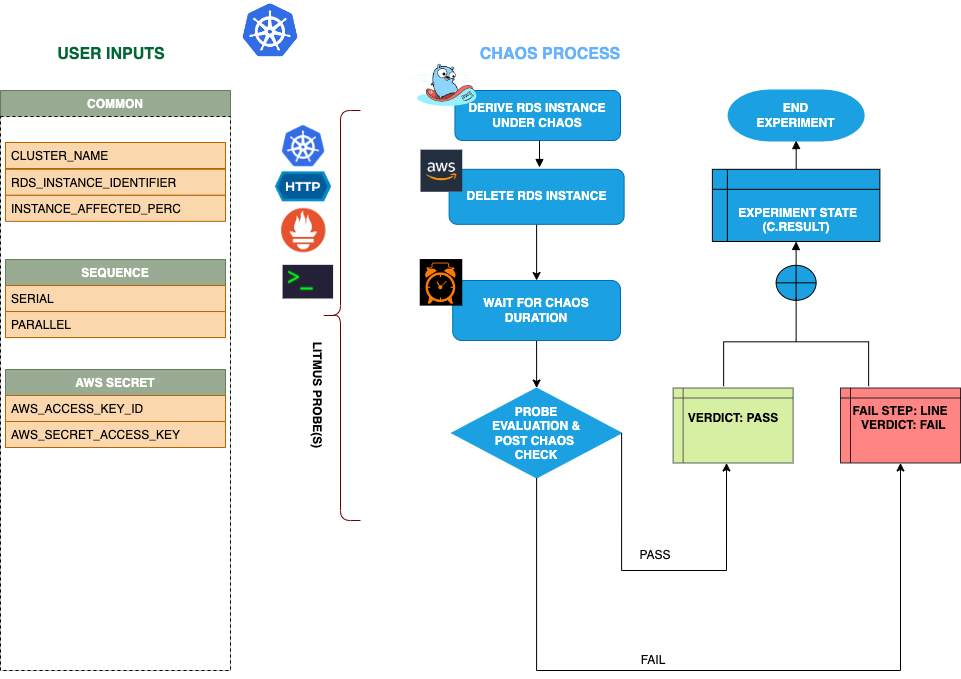 USER INPUTS
COMMON
CLUSTER_NAME
RDS_INSTANCE_IDENTIFIER
INSTANCE_AFFECTED_PERC
SEQUENCE
SERIAL
PARALLEL
AWS SECRET
AWS_ACCESS_KEY_ID
AWS_SECRET_ACCESS_KEY
HTTP
>_
LITMUS PROBE(S)
CHAOS PROCESS
DERIVE RDS INSTANCE
UNDER CHAOS
aws
DELETE RDS INSTANCE
WAIT FOR CHAOS
DURATION
PROBE
EVALUATION &
POST CHAOS
CHECK
PASS
FAIL
VERDICT: PASS
FAIL STEP: LINE
VERDICT: FAIL
EXPERIMENT STATE
(C.RESULT)
END
EXPERIMENT